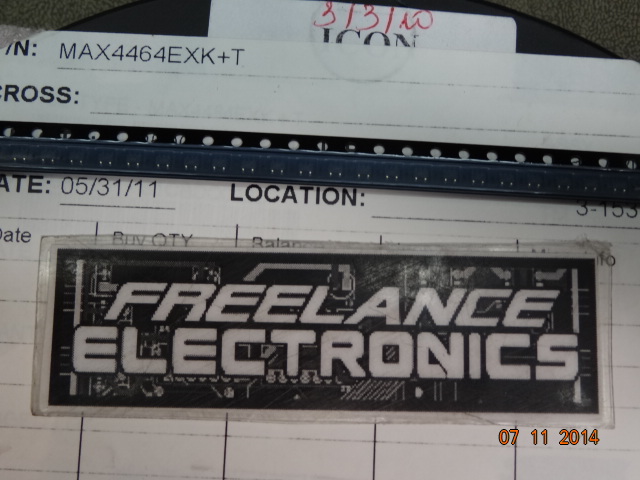 3/3/10
ICON
/N: MAX4464EXK+T
CROSS:
ATE: 05/31/11 LOCATION:
3-153
Date Buy QTY
FREELANCE
ELECTRONICS
07 11 2014